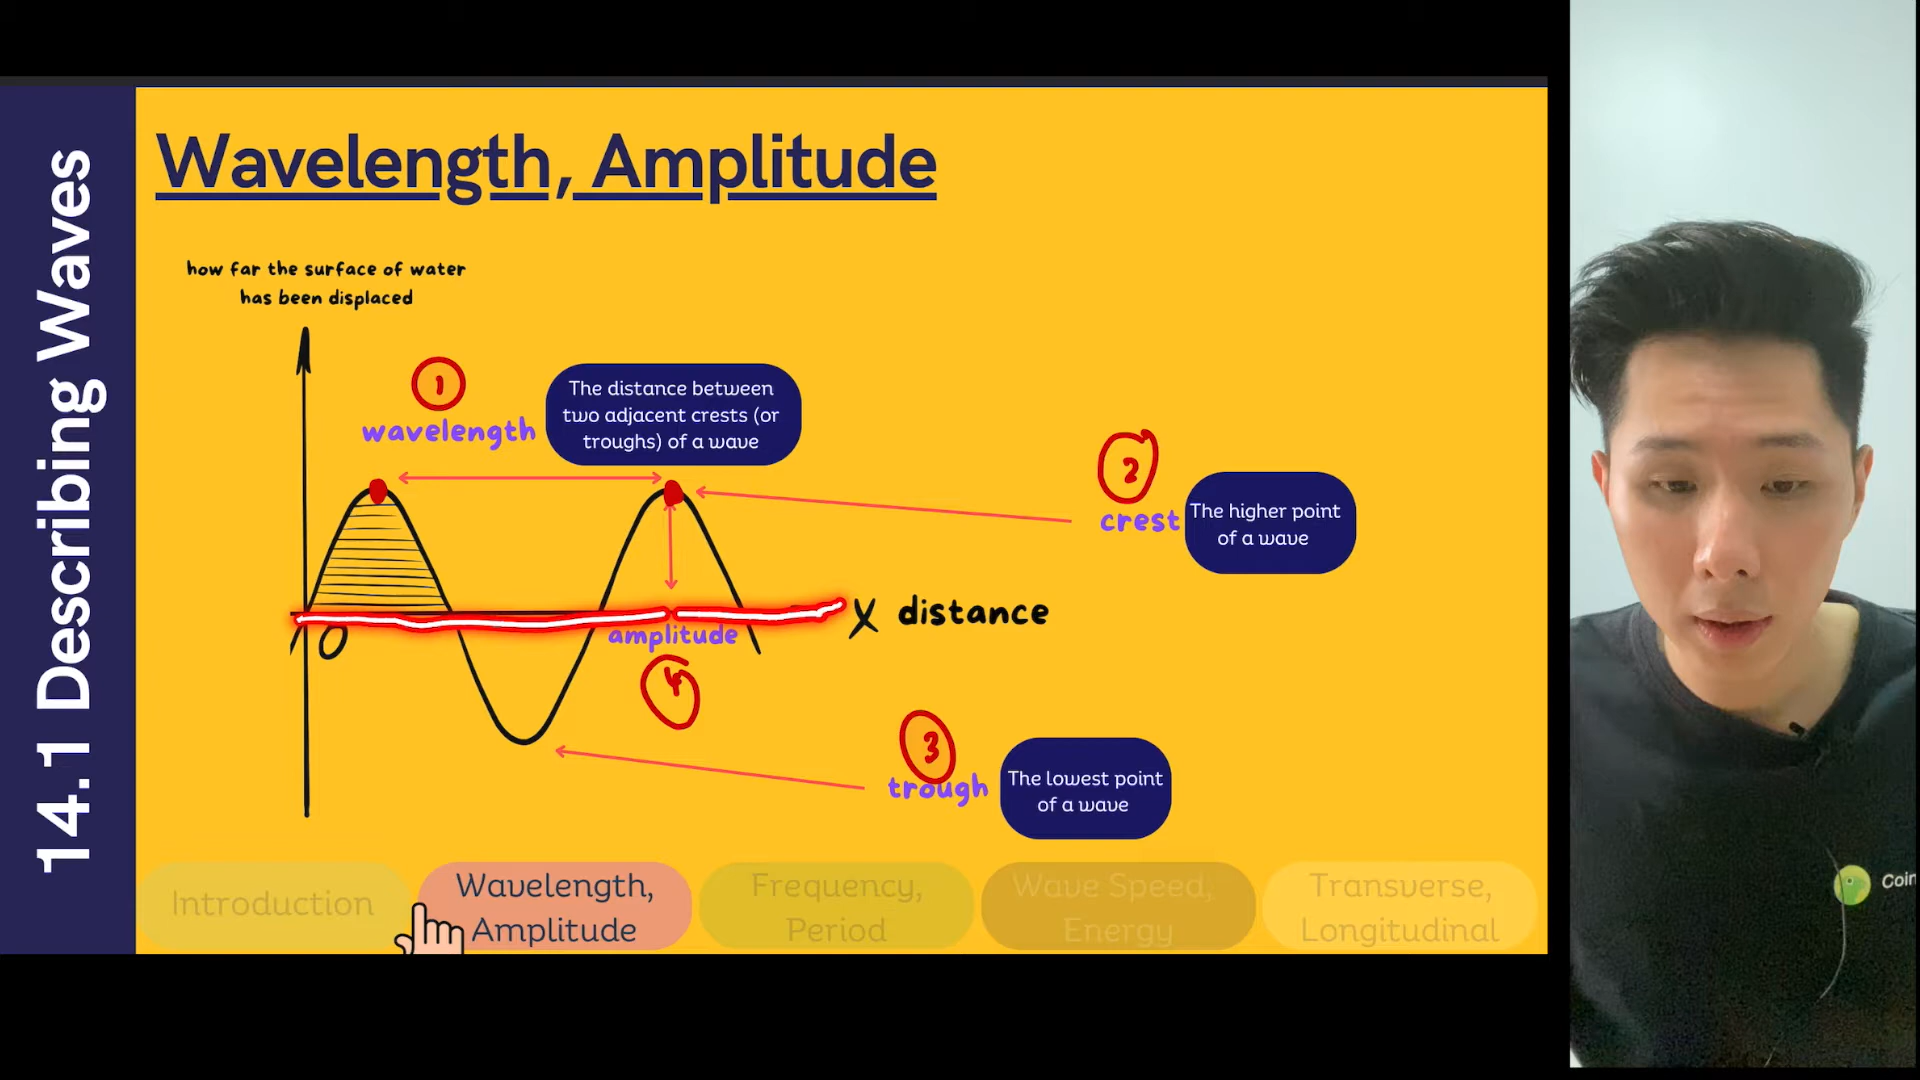 14.1 Describing Waves
Wavelength, Amplitude
how far the surface of water
has been displaced
1
wavelength
The distance between
two adjacent crests (or
troughs) of a wave
2
crest
The higher point
of a wave
O
X distance
amplitude
4
3
trough
The lowest point
of a wave
Introduction
Wavelength,
Amplitude
Frequency,
Period
Wave Speed,
Energy
Transverse,
Longitudinal